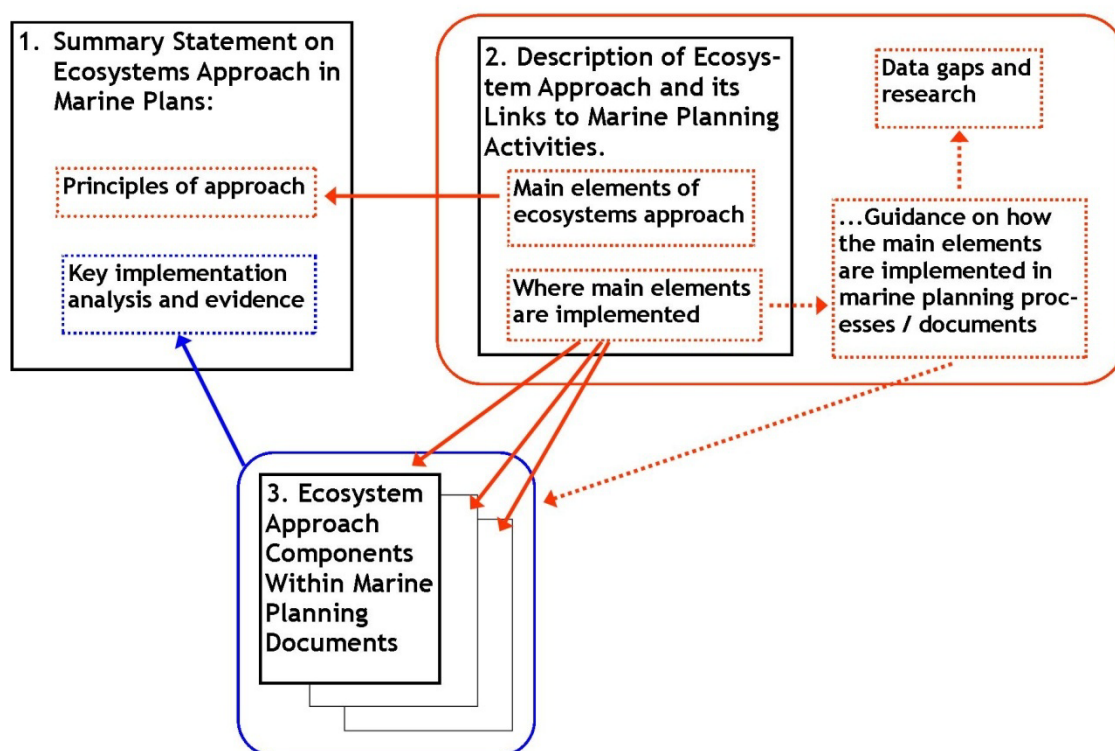 1. Summary Statement on
Ecosystems Approach in
Marine Plans:
Principles of approach
Key implementation
analysis and evidence
2. Description of Ecosys-
tem Approach and its
Links to Marine Planning
Activities.
Main elements of
ecosystems approach
Where main elements
are implemented
Data gaps and
research
...Guidance on how
the main elements
are implemented in
marine planning proc-
esses / documents
3. Ecosystem
Approach
Components
Within Marine
Planning
Documents